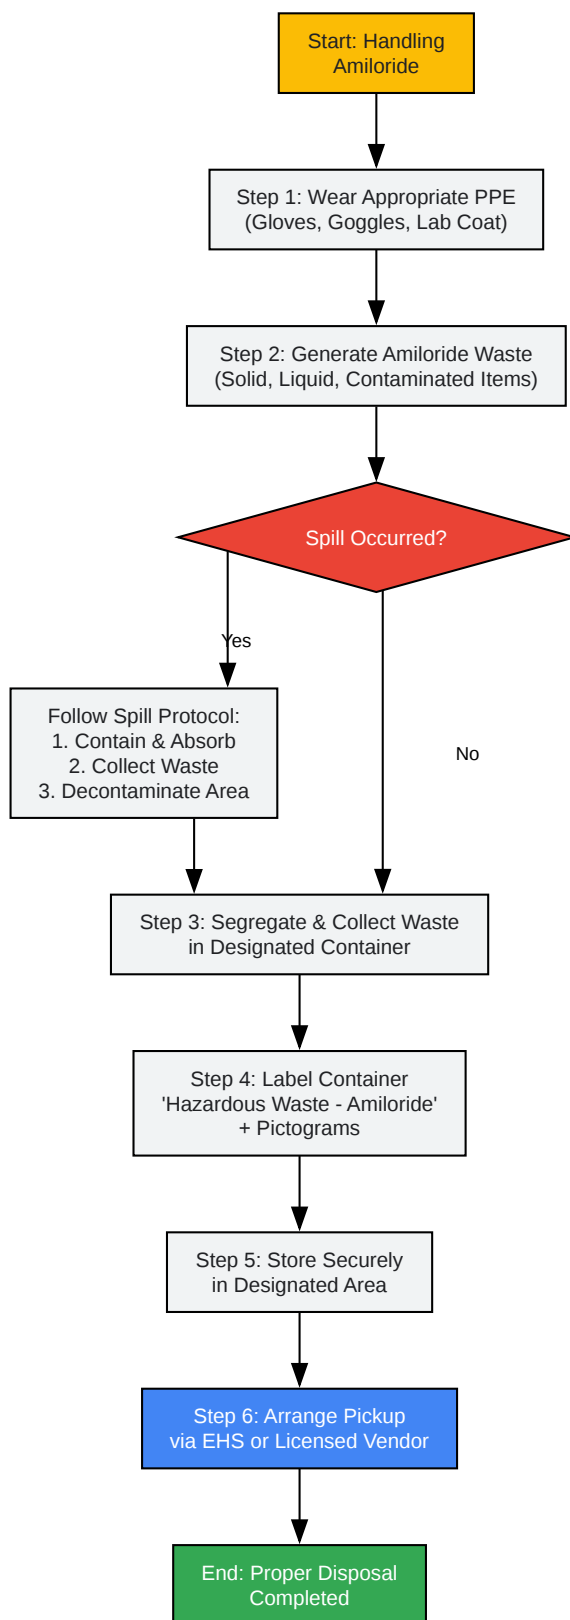 Start: Handling
Amiloride
Step 1: Wear Appropriate PPE
(Gloves, Goggles, Lab Coat)
Step 2: Generate Amiloride Waste
(Solid, Liquid, Contaminated Items)
Spill Occurred?
Yes
Follow Spill Protocol:
1. Contain & Absorb
2. Collect Waste
3. Decontaminate Area
No
Step 3: Segregate & Collect Waste
in Designated Container
Step 4: Label Container
'Hazardous Waste - Amiloride'
+ Pictograms
Step 5: Store Securely
in Designated Area
Step 6: Arrange Pickup
via EHS or Licensed Vendor
End: Proper Disposal
Completed